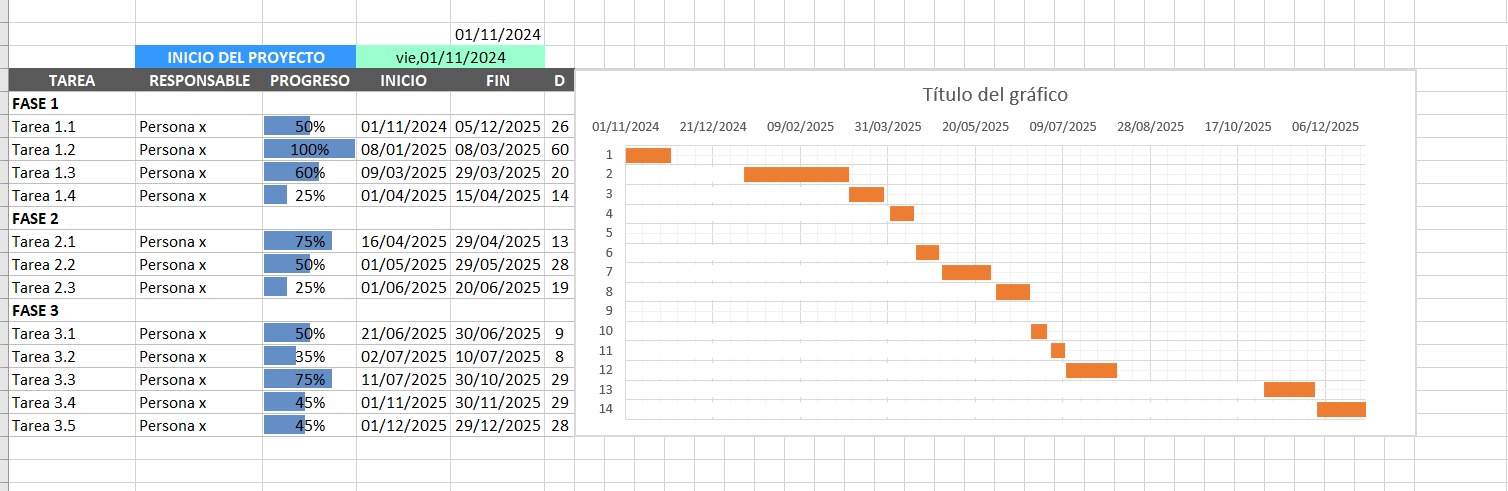 01/11/2024
INICIO DEL PROYECTO vie,01/11/2024
TAREA RESPONSABLE PROGRESO INICIO FIN D
FASE 1
Tarea 1.1 Persona x 50% 01/11/2024 05/12/2025 26
Tarea 1.2 Persona x 100% 08/01/2025 08/03/2025 60
Tarea 1.3 Persona x 60% 09/03/2025 29/03/2025 20
Tarea 1.4 Persona x 25% 01/04/2025 15/04/2025 14
FASE 2
Tarea 2.1 Persona x 75% 16/04/2025 29/04/2025 13
Tarea 2.2 Persona x 50% 01/05/2025 29/05/2025 28
Tarea 2.3 Persona x 25% 01/06/2025 20/06/2025 19
FASE 3
Tarea 3.1 Persona x 50% 21/06/2025 30/06/2025 9
Tarea 3.2 Persona x 35% 02/07/2025 10/07/2025 8
Tarea 3.3 Persona x 75% 11/07/2025 30/10/2025 29
Tarea 3.4 Persona x 45% 01/11/2025 30/11/2025 29
Tarea 3.5 Persona x 45% 01/12/2025 29/12/2025 28
Título del gráfico
01/11/2024 21/12/2024 09/02/2025 31/03/2025 20/05/2025 09/07/2025 28/08/2025 17/10/2025 06/12/2025
1
2
3
4
5
6
7
8
9
10
11
12
13
14